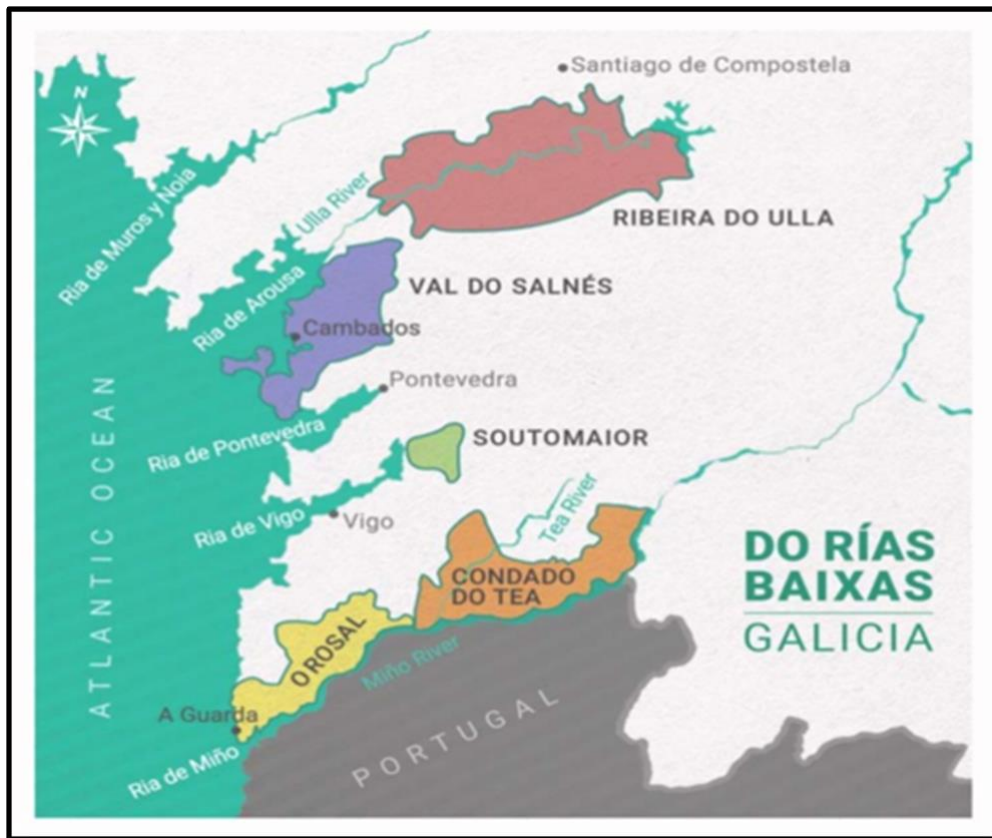 N
Santiago de Compostela
Ria de Muros y Noia
Ulla River
RIBEIRA DO ULLA
Ria de Arousa
VAL DO SALNÉS
Cambados
Pontevedra
Ria de Pontevedra
SOUTOMAIOR
ATLANTIC OCEAN
Ria de Vigo
Vigo
Tea River
CONDADO
DO TEA
DO RÍAS
BAIXAS
GALICIA
O ROSAL
Miño River
A Guarda
Ria de Miño
PORTUGAL